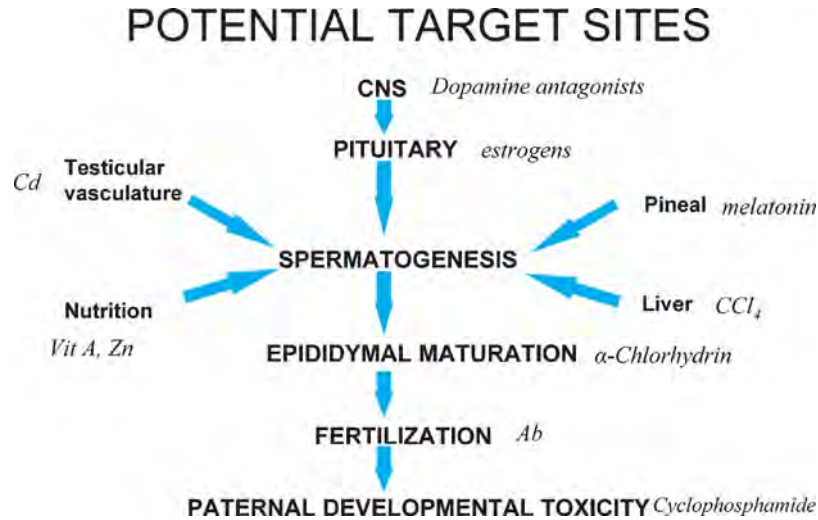 POTENTIAL TARGET SITES
CNS Dopamine antagonists
PITUITARY estrogens
Cd Testicular
vasculature
Pineal melatonin
SPERMATOGENESIS
Nutrition
Vit A, Zn
Liver CCl₄
EPIDIDYMAL MATURATION α-Chlorhydrin
FERTILIZATION Ab
PATERNAL DEVELOPMENTAL TOXICITY Cyclophosphamide